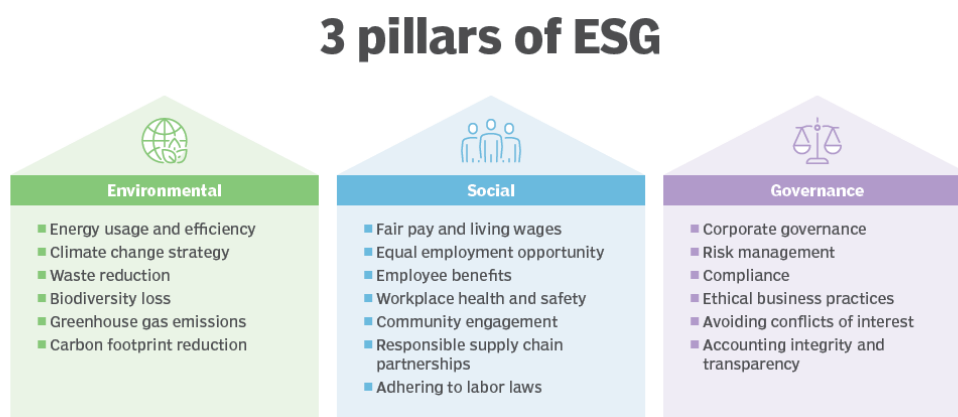 3 pillars of ESG
Environmental
Energy usage and efficiency
Climate change strategy
Waste reduction
Biodiversity loss
Greenhouse gas emissions
Carbon footprint reduction
Social
Fair pay and living wages
Equal employment opportunity
Employee benefits
Workplace health and safety
Community engagement
Responsible supply chain
partnerships
Adhering to labor laws
Governance
Corporate governance
Risk management
Compliance
Ethical business practices
Avoiding conflicts of interest
Accounting integrity and
transparency